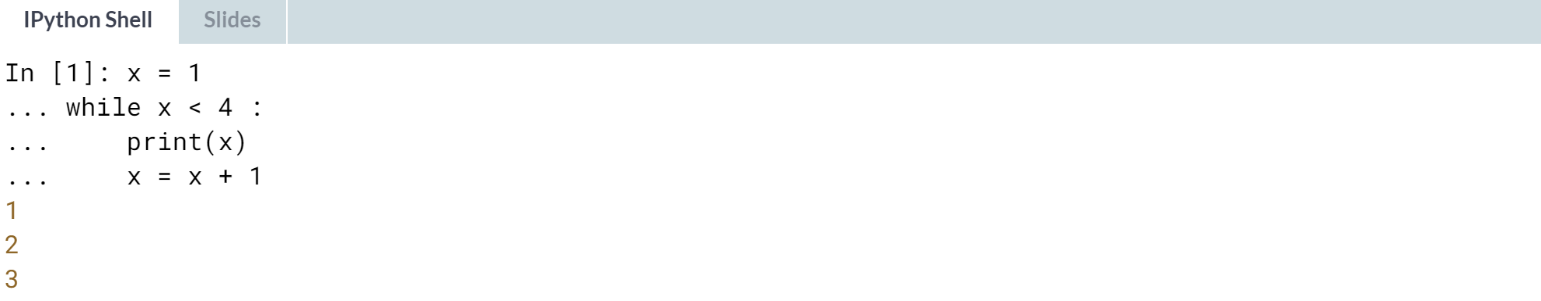 IPython Shell Slides
In [1]: x = 1
... while x < 4 :
...     print(x)
...     x = x + 1
1
2
3